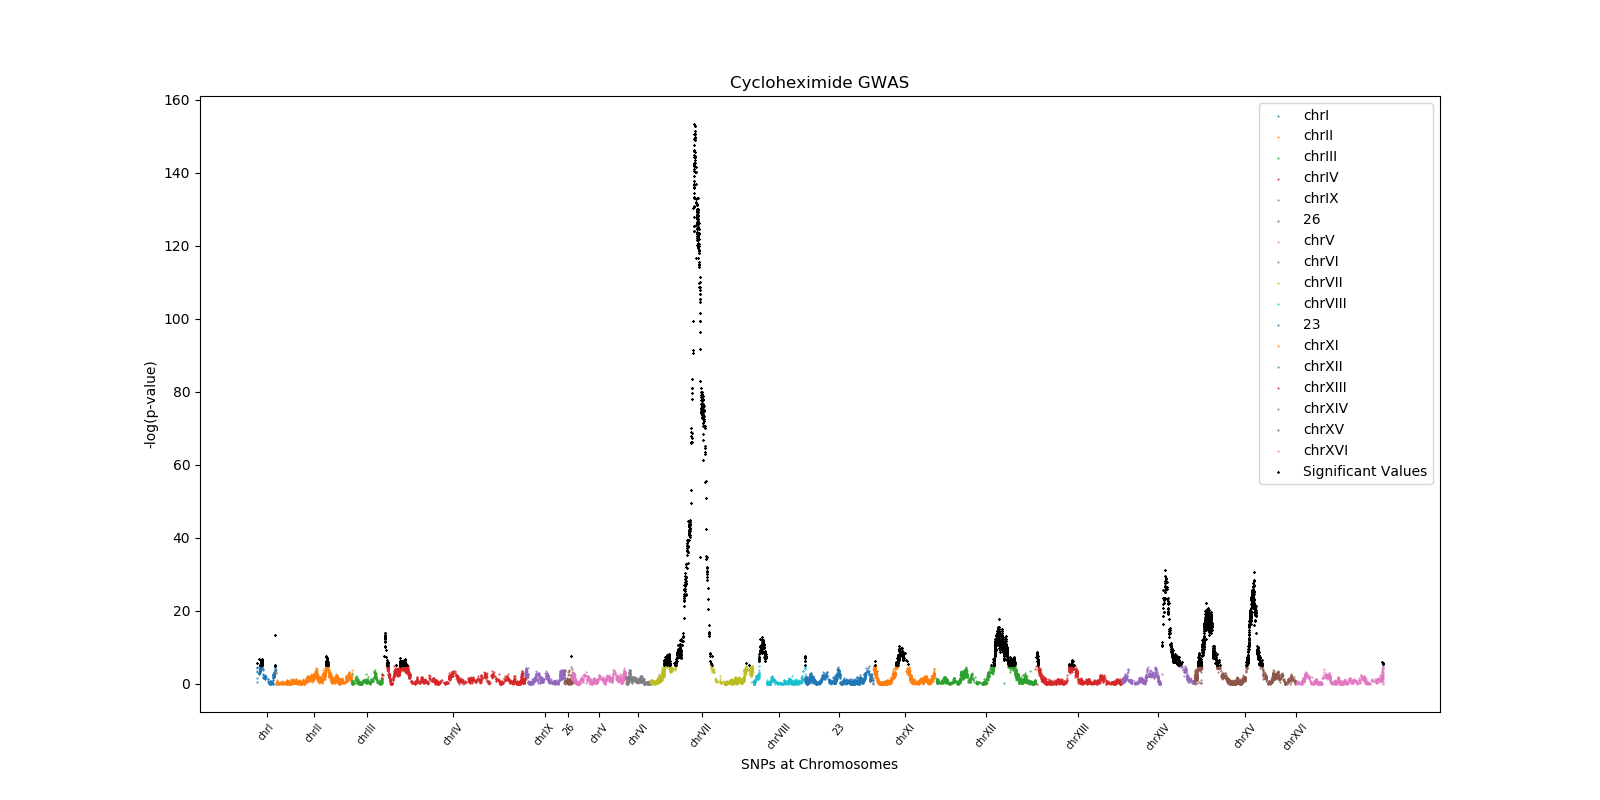 Cycloheximide GWAS
160
140
120
100
80
60
40
20
0
-log(p-value)
chrI
chrII
chrIII
chrIV
chrIX
26
chrV
chrVI
chrVII
chrVIII
23
chrXI
chrXII
chrXIII
chrXIV
chrXV
chrXVI
Significant Values
chrI
chrII
chrIII
chrIV
chrIX
26
chrV
chrVI
chrVII
chrVIII
23
chrXI
chrXII
chrXIII
chrXIV
chrXV
chrXVI
SNPs at Chromosomes